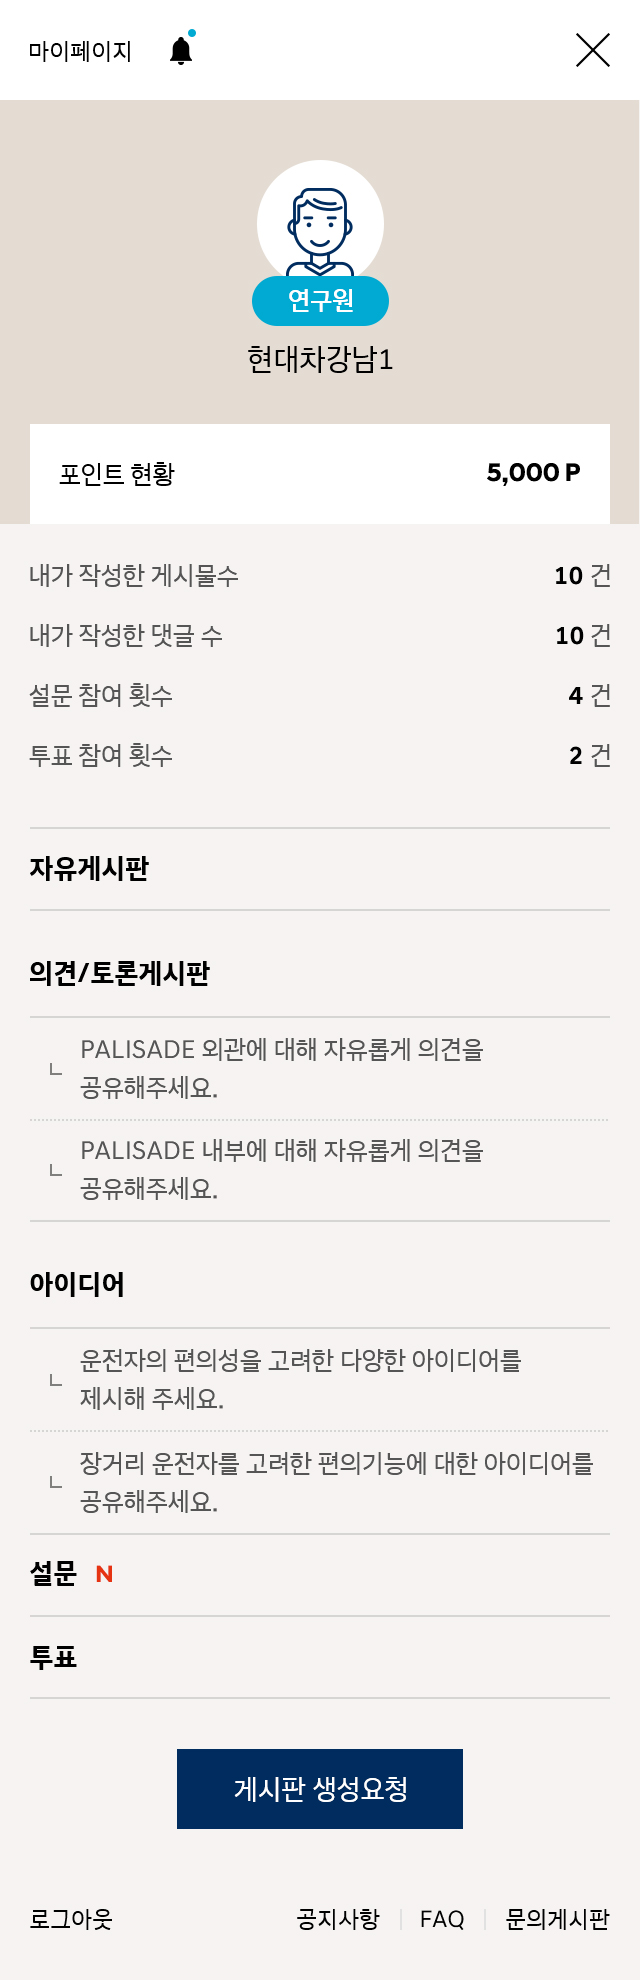 마이페이지
연구원
현대차강남1
포인트 현황 5,000 P
내가 작성한 게시물수 10 건
내가 작성한 댓글 수 10 건
설문 참여 횟수 4 건
투표 참여 횟수 2 건
자유게시판
의견/토론게시판
PALISADE 외관에 대해 자유롭게 의견을
공유해주세요.
PALISADE 내부에 대해 자유롭게 의견을
공유해주세요.
아이디어
운전자의 편의성을 고려한 다양한 아이디어를
제시해 주세요.
장거리 운전자를 고려한 편의기능에 대한 아이디어를
공유해주세요.
설문 N
투표
게시판 생성요청
로그아웃 공지사항 FAQ 문의게시판